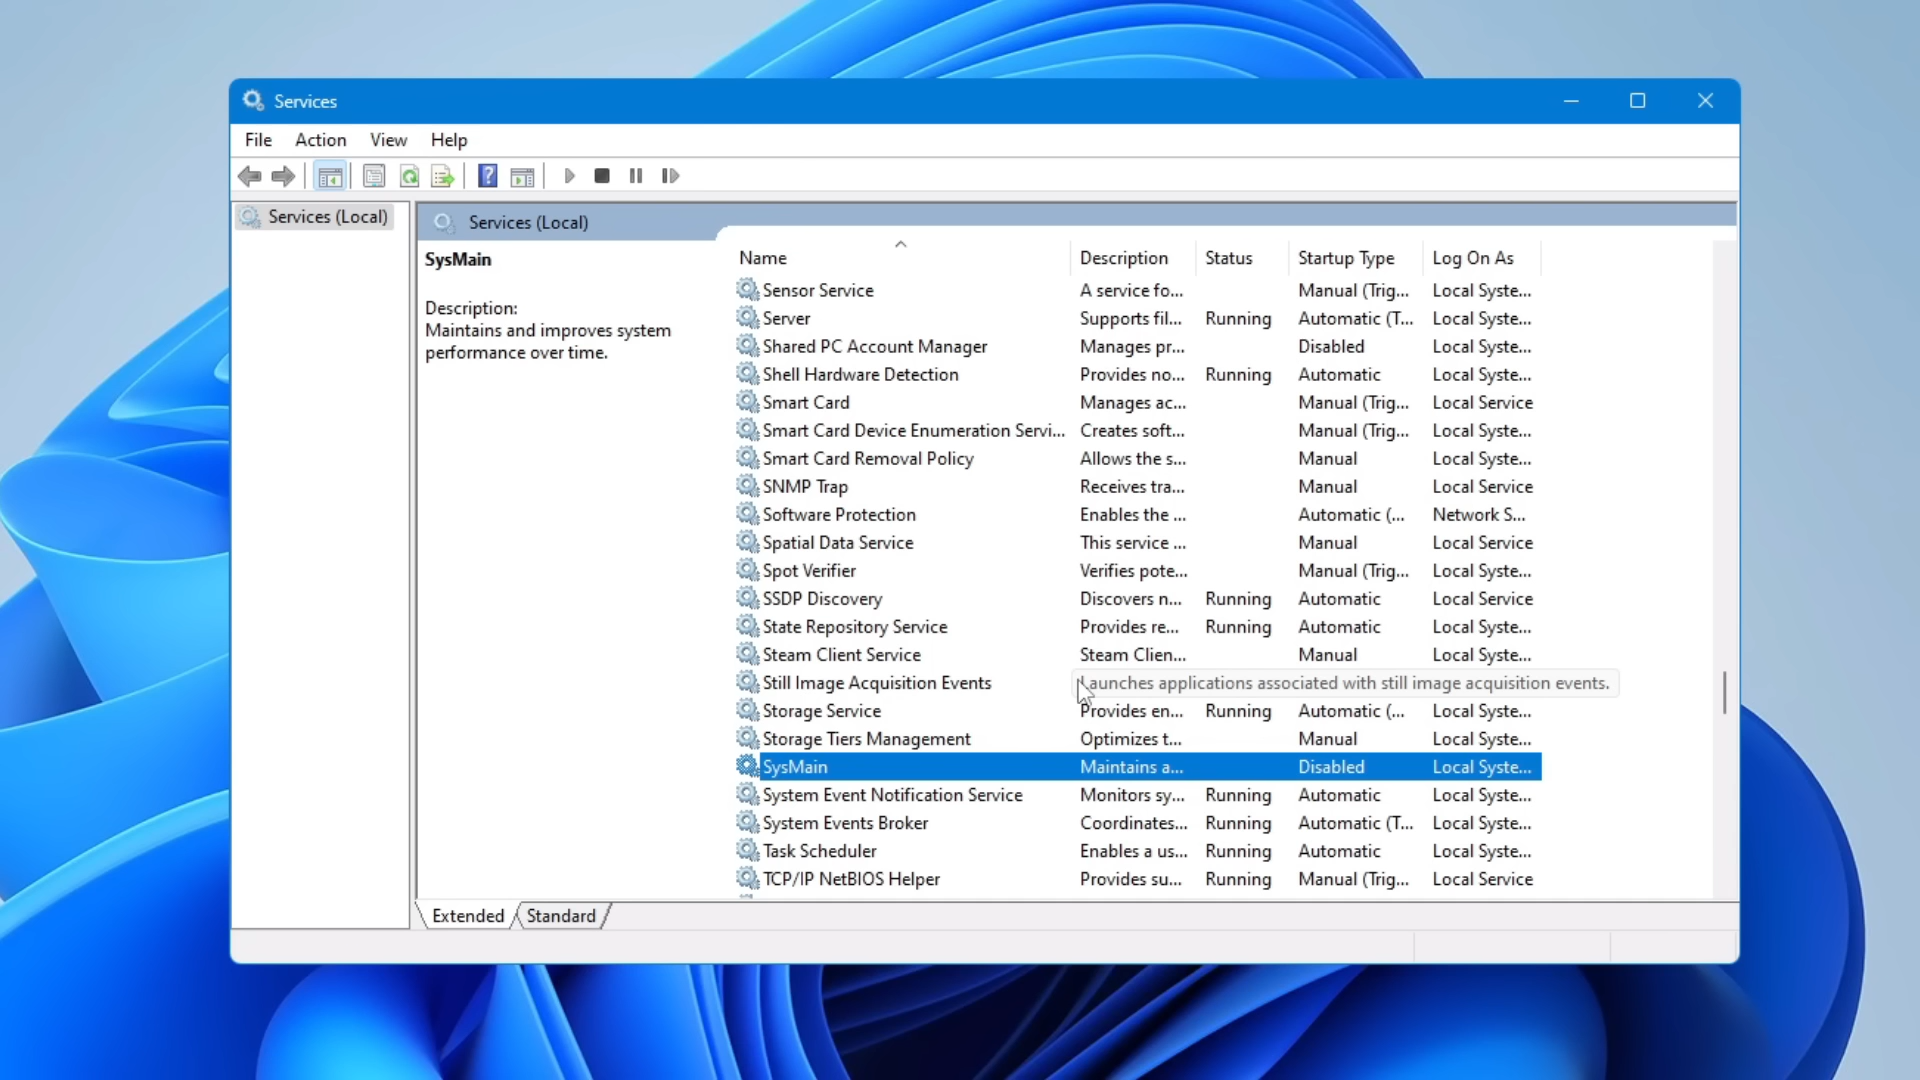 Services
File Action View Help
Services (Local)
Services (Local)
SysMain
Description:
Maintains and improves system
performance over time.
Name Description Status Startup Type Log On As
Sensor Service A service fo... Manual (Trig... Local Syste...
Server Supports fil... Running Automatic (T... Local Syste...
Shared PC Account Manager Manages pr... Disabled Local Syste...
Shell Hardware Detection Provides no... Running Automatic Local Syste...
Smart Card Manages ac... Manual (Trig... Local Service
Smart Card Device Enumeration Servi... Creates soft... Manual (Trig... Local Syste...
Smart Card Removal Policy Allows the s... Manual Local Syste...
SNMP Trap Receives tra... Manual Local Service
Software Protection Enables the ... Automatic (... Network S...
Spatial Data Service This service ... Manual Local Service
Spot Verifier Verifies pote... Manual (Trig... Local Syste...
SSDP Discovery Discovers n... Running Automatic Local Service
State Repository Service Provides re... Running Automatic Local Syste...
Steam Client Service Steam Clien... Manual Local Syste...
Still Image Acquisition Events Launches applications associated with still image acquisition events.
Storage Service Provides en... Running Automatic (... Local Syste...
Storage Tiers Management Optimizes t... Manual Local Syste...
SysMain Maintains a... Disabled Local Syste...
System Event Notification Service Monitors sy... Running Automatic Local Syste...
System Events Broker Coordinates... Running Automatic (T... Local Syste...
Task Scheduler Enables a us... Running Automatic Local Syste...
TCP/IP NetBIOS Helper Provides su... Running Manual (Trig... Local Service
Extended Standard